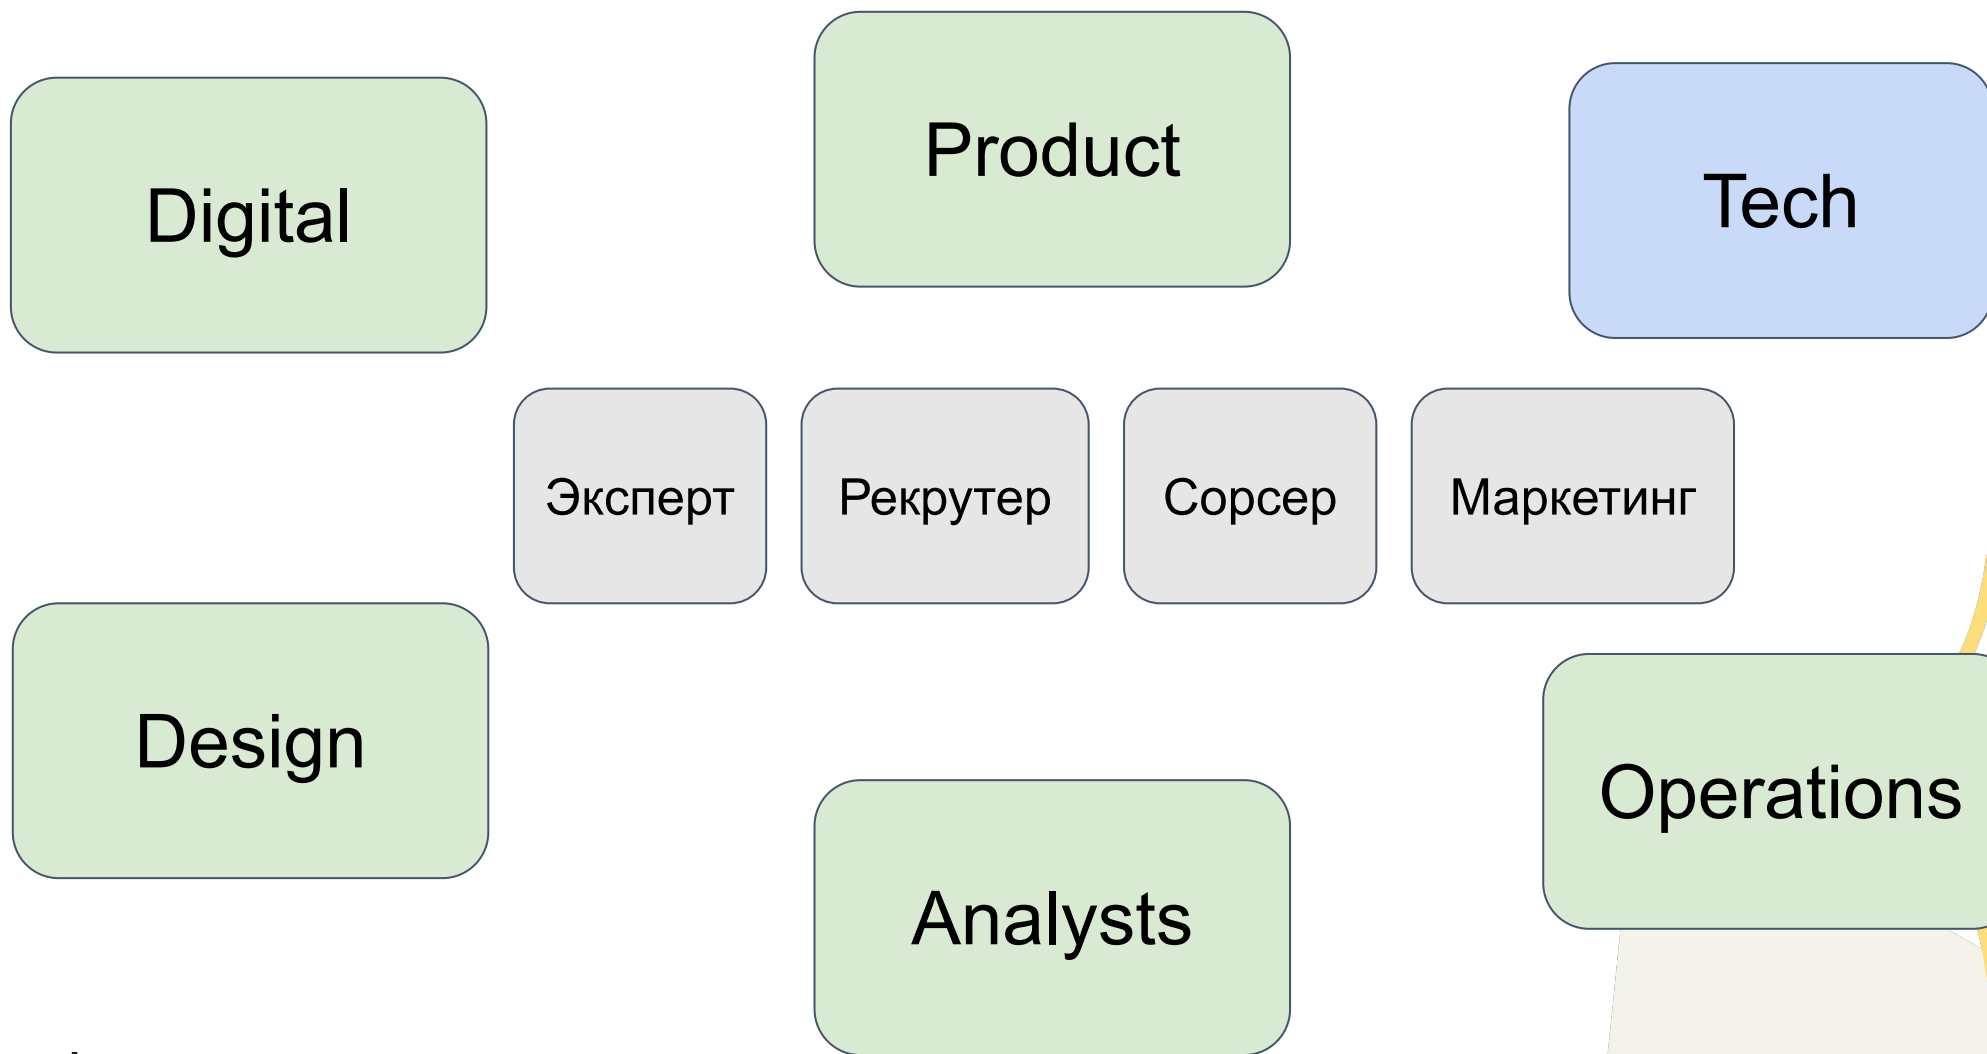 Product
Digital
Tech
Эксперт
Рекрутер
Сорсер
Маркетинг
Design
Operations
Analysts